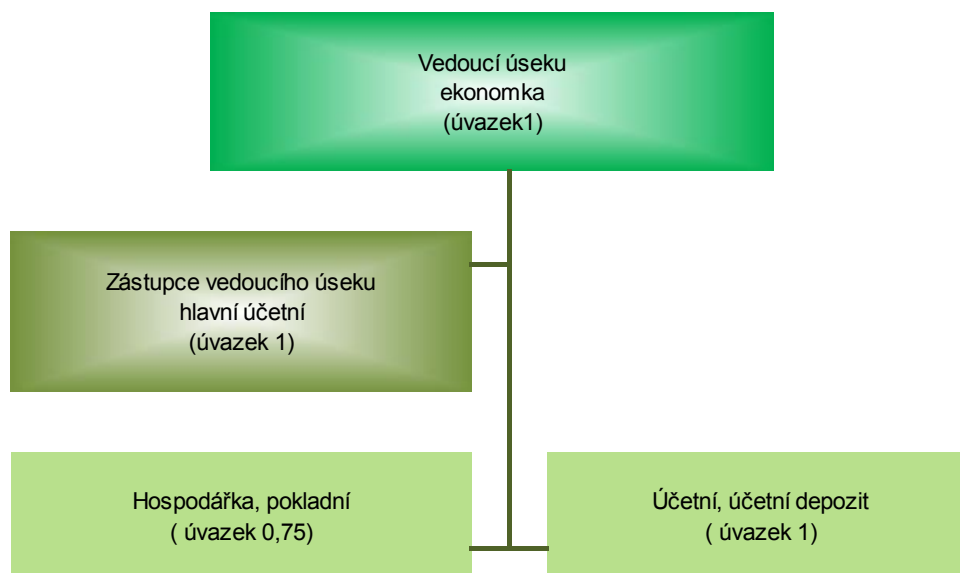 Vedoucí úseku
ekonomka
(úvazek1)
Zástupce vedoucího úseku
hlavní účetní
(úvazek 1)
Hospodářka, pokladní
( úvazek 0,75)
Účetní, účetní depozit
( úvazek 1)